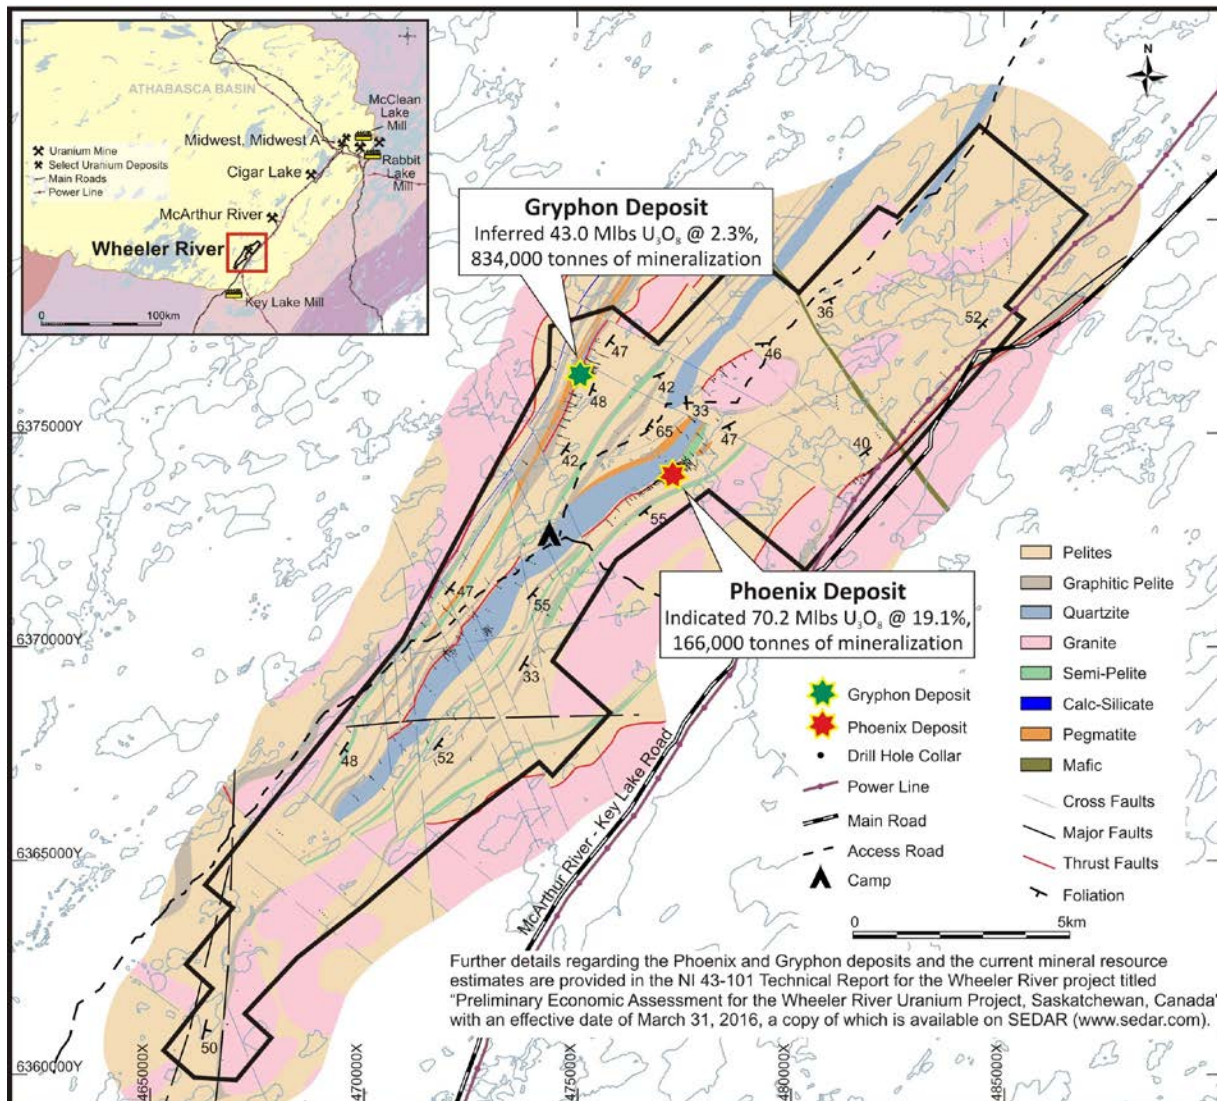 ATHABASCA BASIN
McClean
Lake
Mill
Midwest, Midwest A
Rabbit
Lake
Mill
Cigar Lake
McArthur River
Wheeler River
Key Lake Mill
Uranium Mine
Select Uranium Deposits
Main Roads
Power Line
0 100km
N
Gryphon Deposit
Inferred 43.0 Mlbs U₃O₈ @ 2.3%,
834,000 tonnes of mineralization
36
52
47
46
42
48
33
65
47
42
40
55
Phoenix Deposit
Indicated 70.2 Mlbs U₃O₈ @ 19.1%,
166,000 tonnes of mineralization
47
55
33
48
52
50
6375000Y
6370000Y
6365000Y
6360000Y
465000X
470000X
475000X
480000X
485000X
McArthur River - Key Lake Road
Gryphon Deposit
Phoenix Deposit
Drill Hole Collar
Power Line
Main Road
Access Road
Camp
Pelites
Graphitic Pelite
Quartzite
Granite
Semi-Pelite
Calc-Silicate
Pegmatite
Mafic
Cross Faults
Major Faults
Thrust Faults
Foliation
0 5km
Further details regarding the Phoenix and Gryphon deposits and the current mineral resource
estimates are provided in the NI 43-101 Technical Report for the Wheeler River project titled
"Preliminary Economic Assessment for the Wheeler River Uranium Project, Saskatchewan, Canada"
with an effective date of March 31, 2016, a copy of which is available on SEDAR (www.sedar.com).